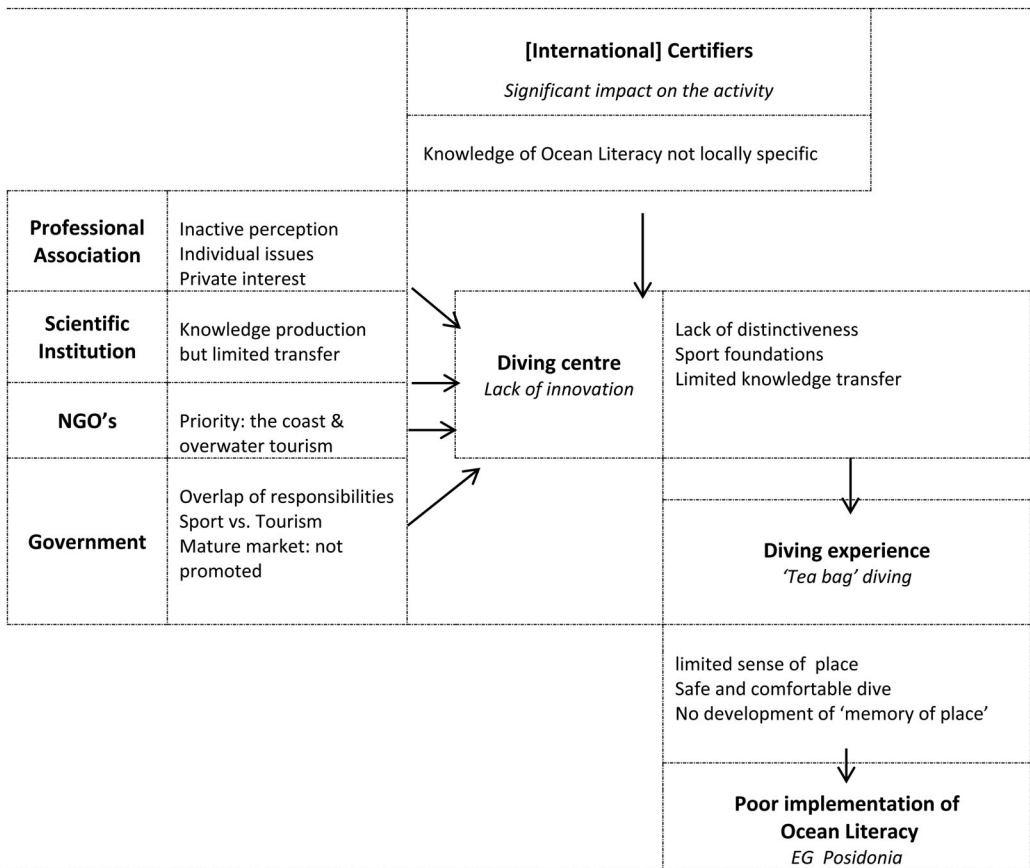 [International] Certifiers
Significant impact on the activity
Knowledge of Ocean Literacy not locally specific
Professional
Association
Inactive perception
Individual issues
Private interest
Scientific
Institution
Knowledge production
but limited transfer
NGO’s
Priority: the coast &
overwater tourism
Government
Overlap of responsibilities
Sport vs. Tourism
Mature market: not
promoted
Diving centre
Lack of innovation
Lack of distinctiveness
Sport foundations
Limited knowledge transfer
Diving experience
‘Tea bag’ diving
limited sense of place
Safe and comfortable dive
No development of ‘memory of place’
Poor implementation of
Ocean Literacy
EG Posidonia